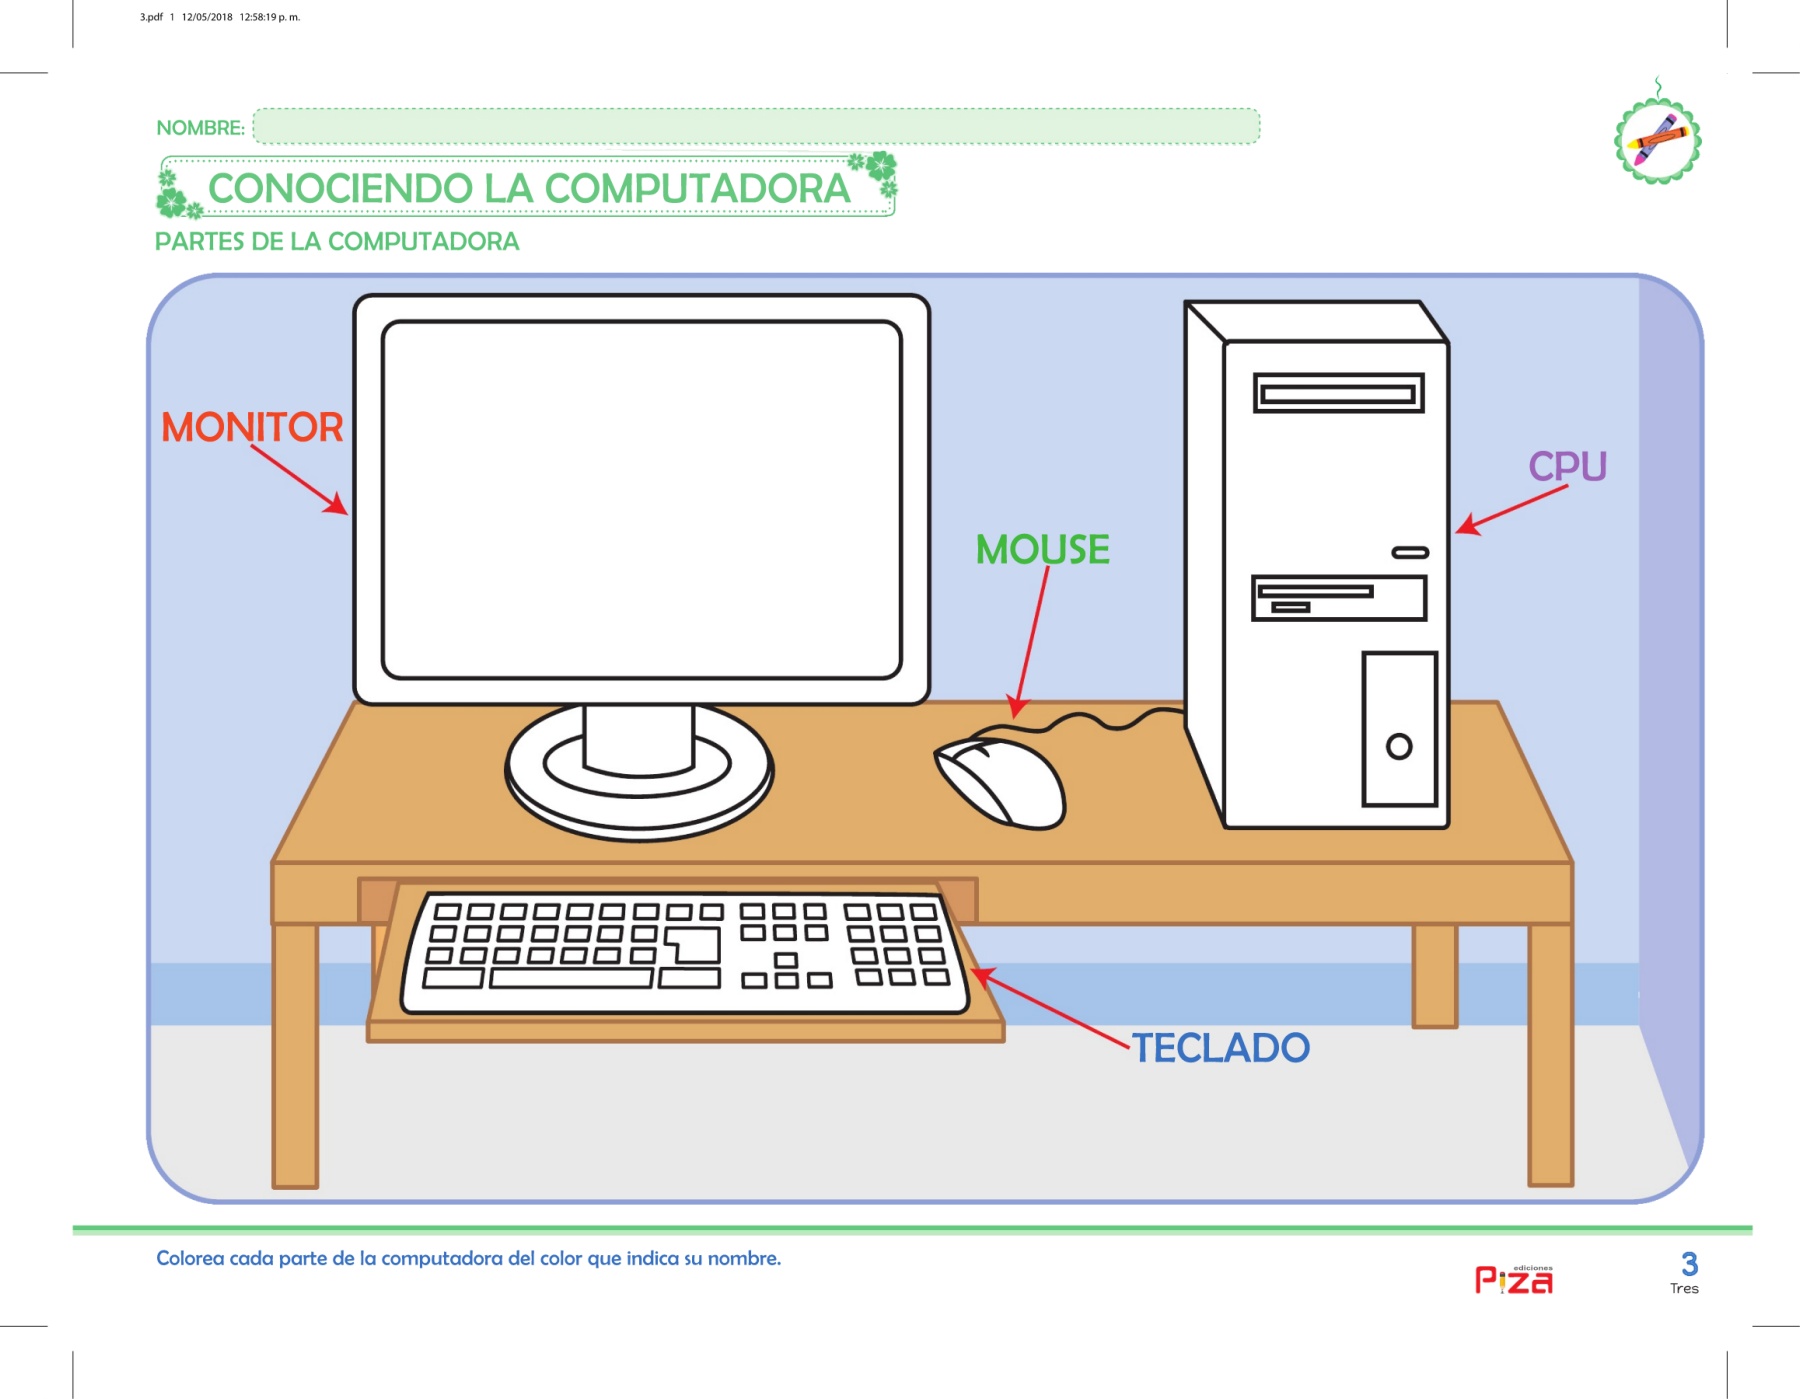 3.pdf 1 12/05/2018 12:58:19 p. m.
NOMBRE:
CONOCIENDO LA COMPUTADORA
PARTES DE LA COMPUTADORA
MONITOR
CPU
MOUSE
TECLADO
Colorea cada parte de la computadora del color que indica su nombre.
ediciones
Piza
3
Tres